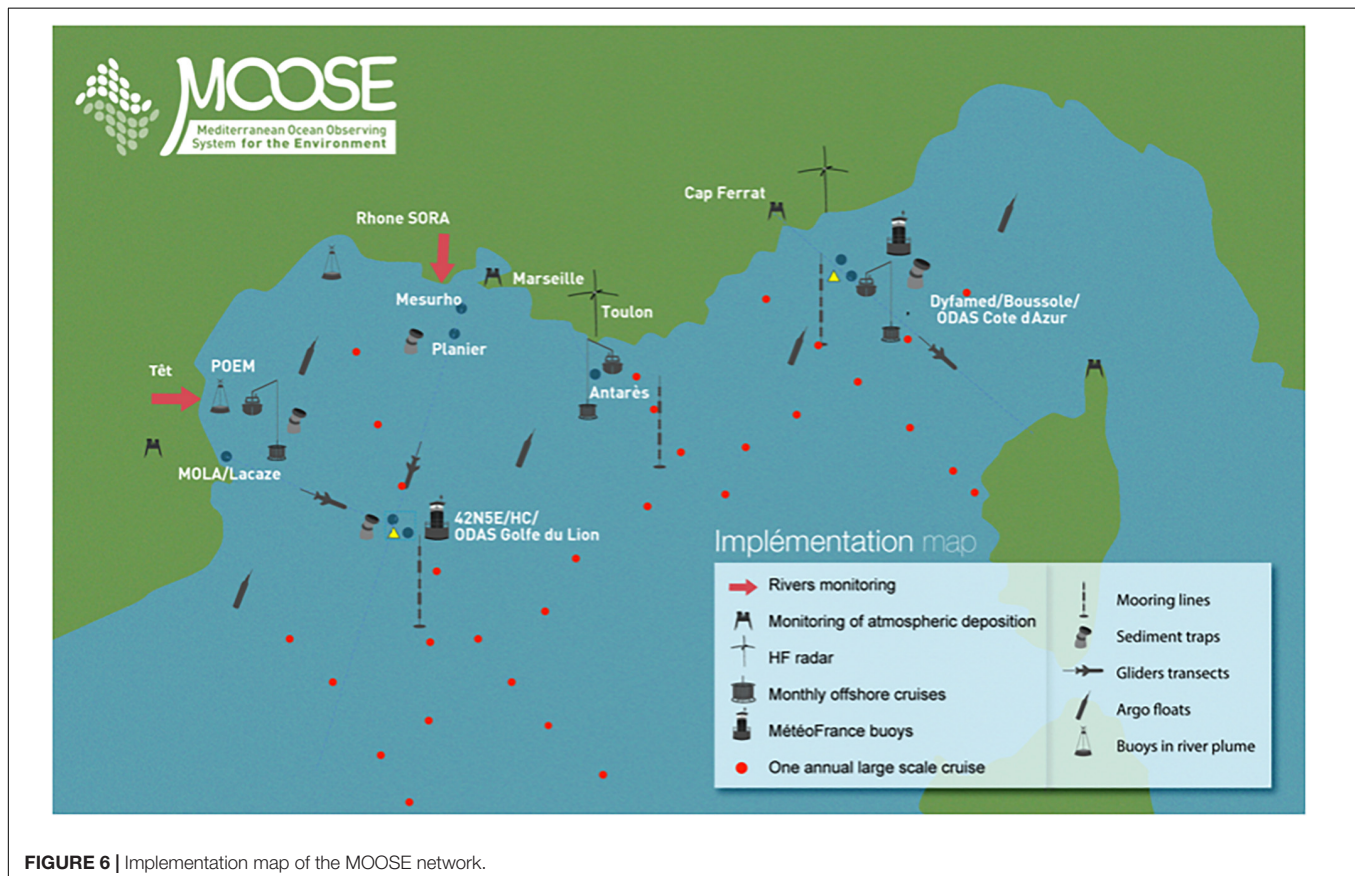 MOOSE
Mediterranean Ocean Observing
System for the Environment
Cap Ferrat
Rhone SORA
Marseille
Mesurho
Toulon
Dyfamed/Boussole/
ODAS Cote dAzur
Planier
Têt
POEM
Antarès
MOLA/Lacaze
42N5E/HC/
ODAS Golfe du Lion
Implémentation map
Rivers monitoring
Monitoring of atmospheric deposition
HF radar
Monthly offshore cruises
MétéoFrance buoys
One annual large scale cruise
Mooring lines
Sediment traps
Gliders transects
Argo floats
Buoys in river plume
FIGURE 6 | Implementation map of the MOOSE network.